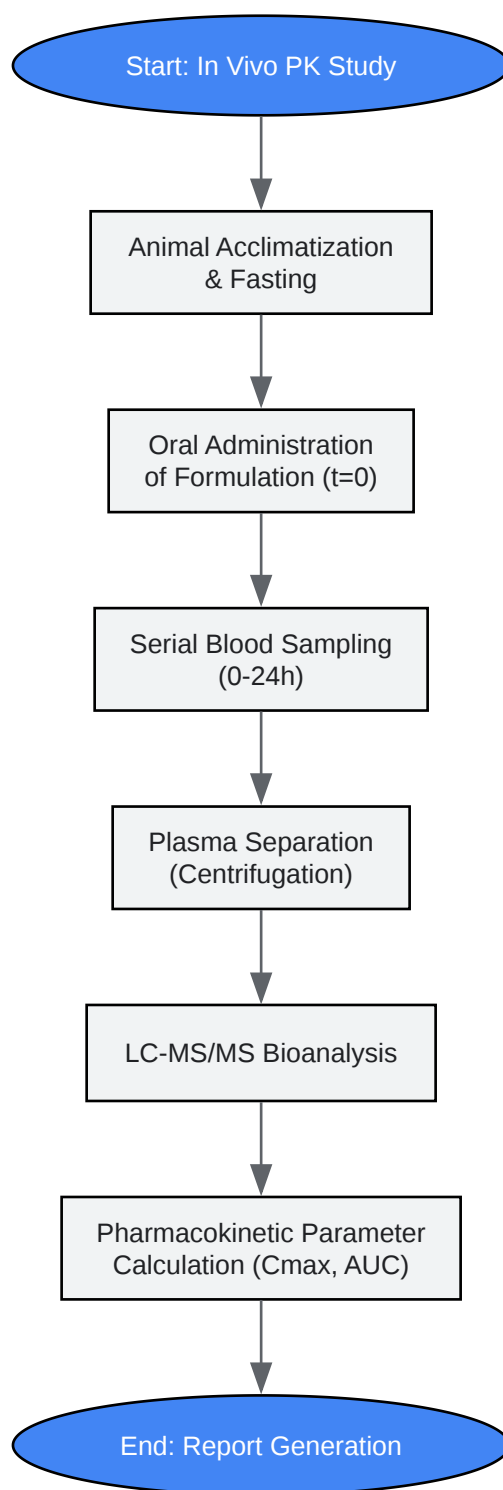 Start: In Vivo PK Study
Animal Acclimatization
& Fasting
Oral Administration
of Formulation (t=0)
Serial Blood Sampling
(0-24h)
Plasma Separation
(Centrifugation)
LC-MS/MS Bioanalysis
Pharmacokinetic Parameter
Calculation (Cmax, AUC)
End: Report Generation